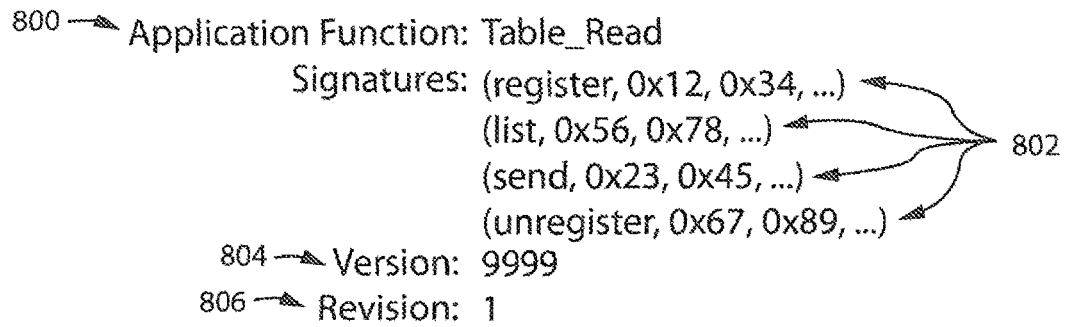 800 Application Function: Table_Read
Signatures: (register, 0x12, 0x34, ...)
(list, 0x56, 0x78, ...) 802
(send, 0x23, 0x45, ...)
(unregister, 0x67, 0x89, ...)
804 Version: 9999
806 Revision: 1